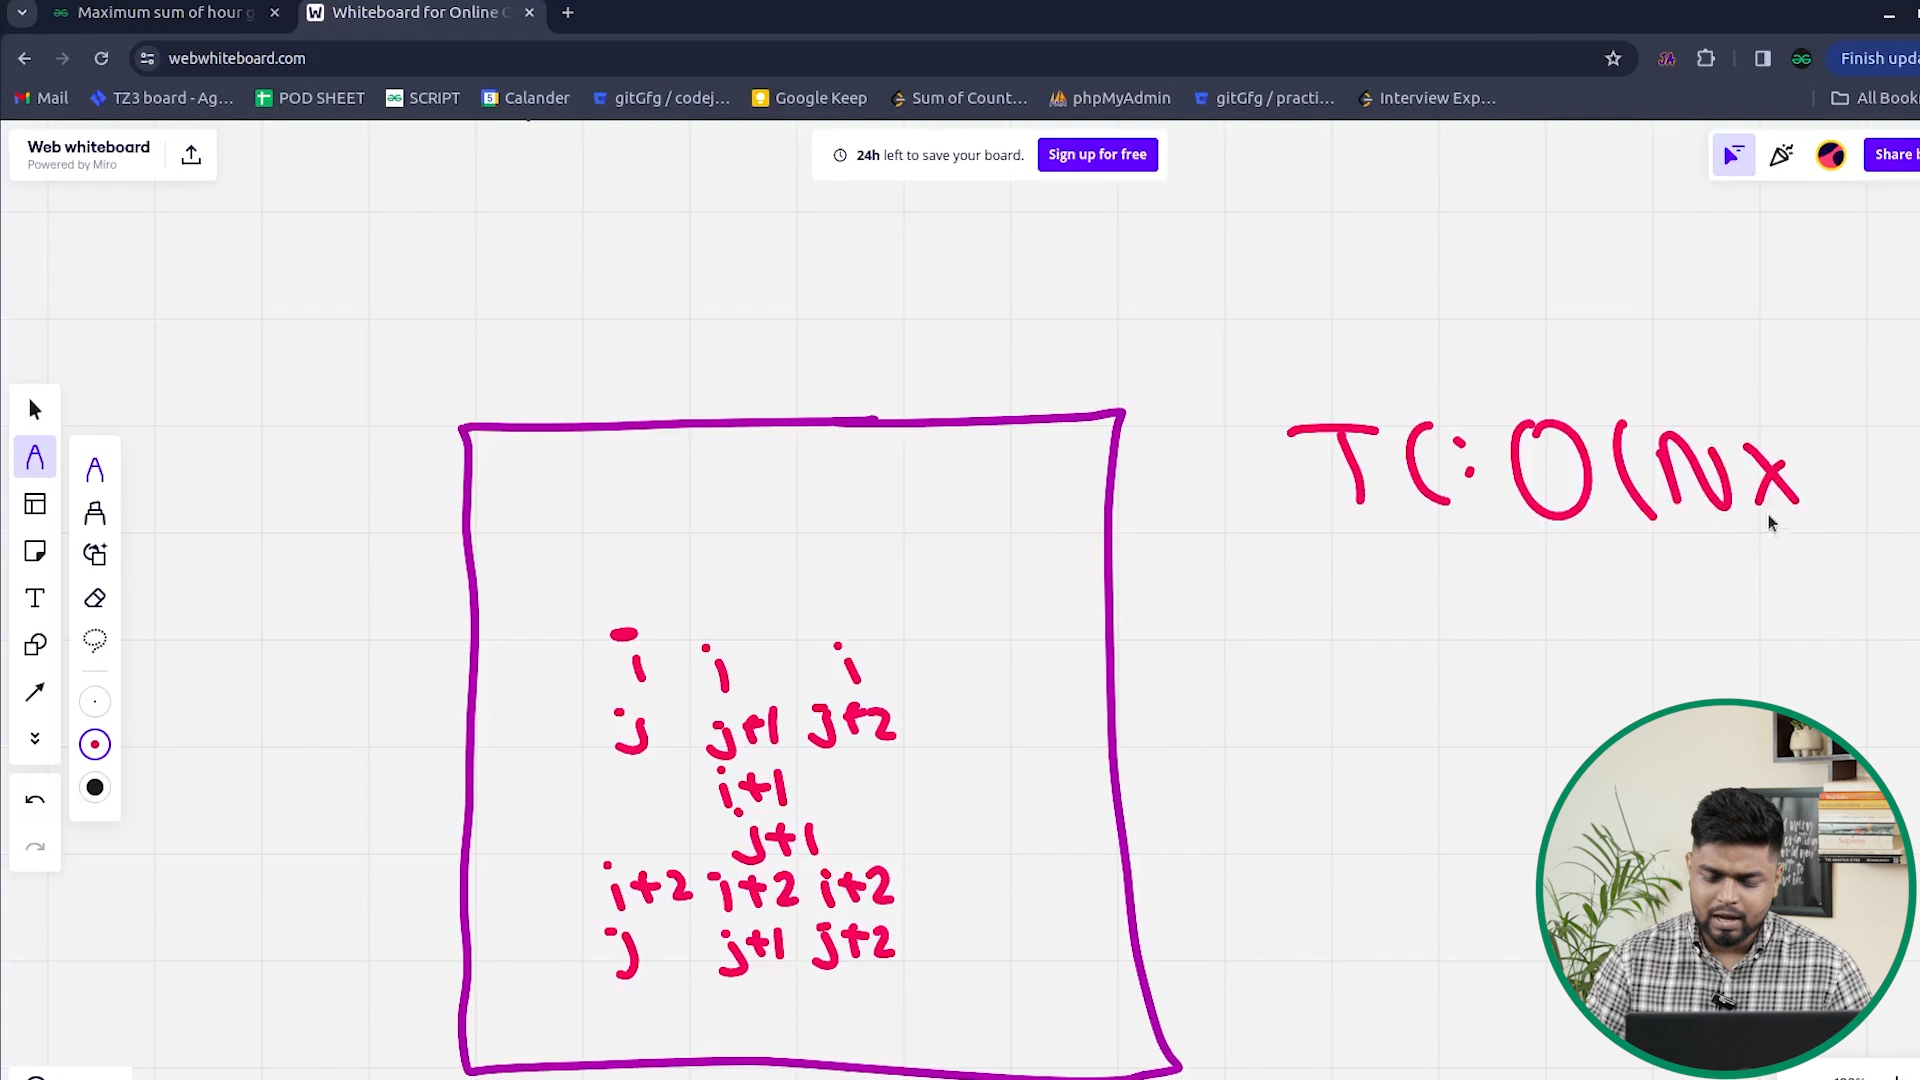 Maximum sum of hour g
Whiteboard for Online C
webwhiteboard.com
Finish upda
Mail
TZ3 board - Ag...
POD SHEET
SCRIPT
Calander
gitGfg / codej...
Google Keep
Sum of Count...
phpMyAdmin
gitGfg / practi...
Interview Exp...
All Book
Web whiteboard
Powered by Miro
24h left to save your board.
Sign up for free
Share b
TC: O(Nx
i i i
j j+1 j+2
i+1
j+1
i+2 i+2 i+2
j j+1 j+2